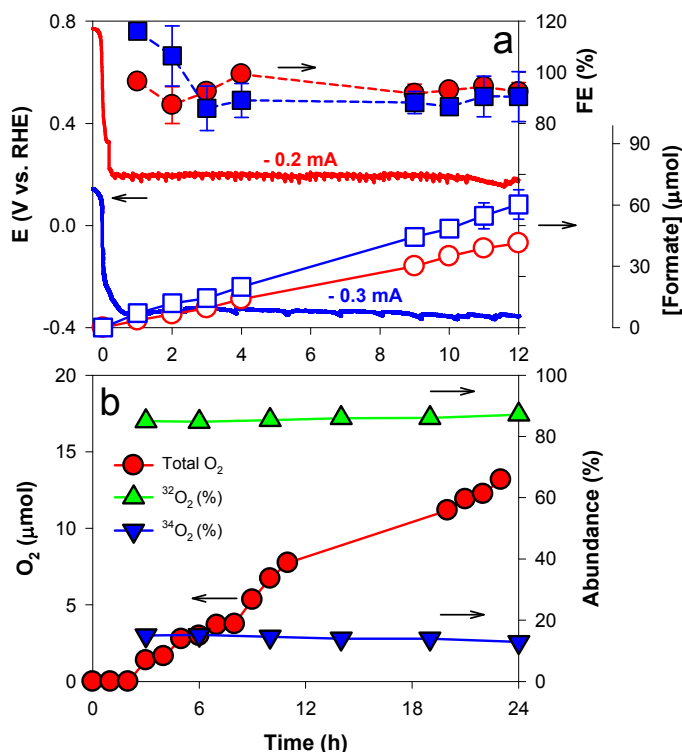 a
E (V vs. RHE)
0.8
0.4
0.0
-0.4
FE (%)
120
100
80
[Formate] (µmol)
90
60
30
0
- 0.2 mA
- 0.3 mA
0 2 4 6 8 10 12
b
O2 (µmol)
20
15
10
5
0
Abundance (%)
100
80
60
40
20
0
Total O2
32O2 (%)
34O2 (%)
0 6 12 18 24
Time (h)